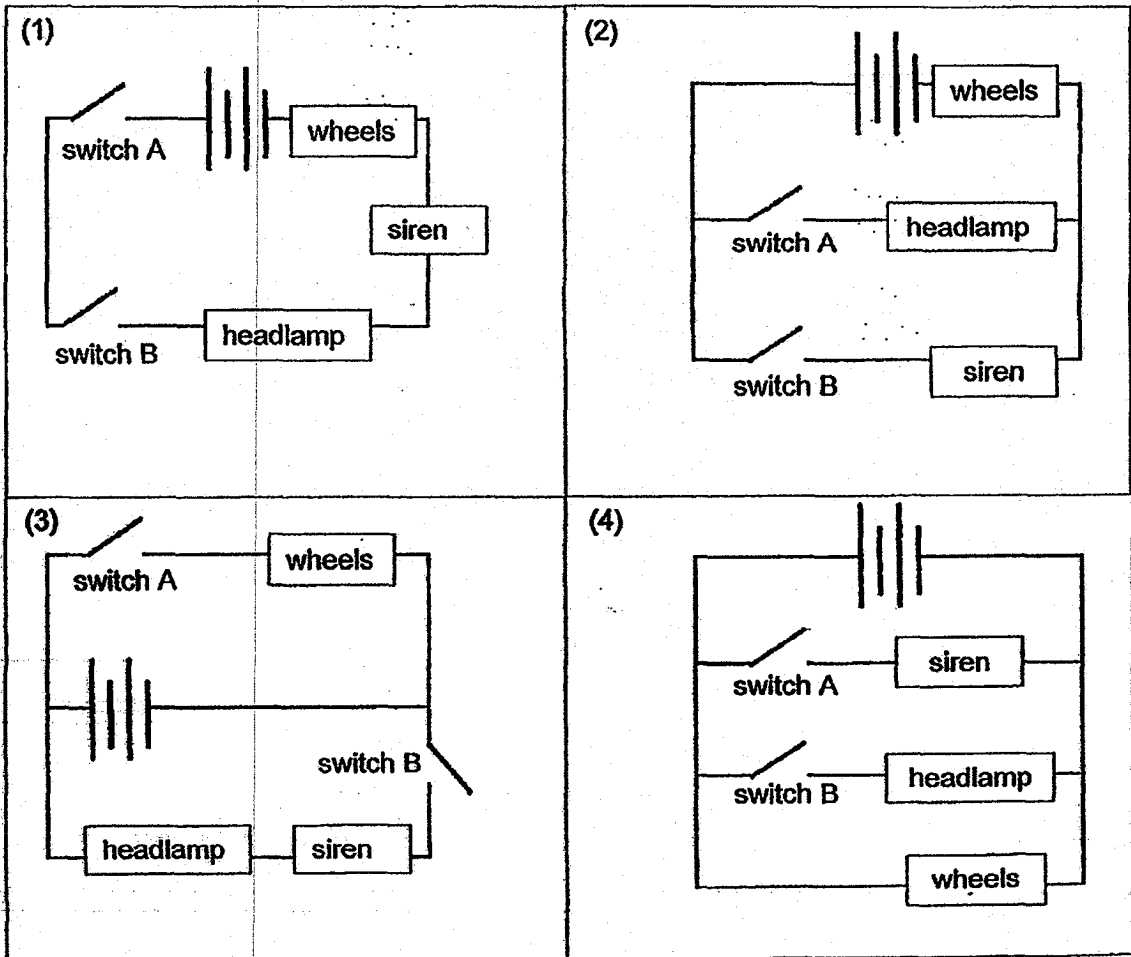 (1)
wheels
switch A
siren
headlamp
switch B
(2)
wheels
headlamp
switch A
siren
switch B
(3)
wheels
switch A
switch B
headlamp
siren
(4)
siren
switch A
headlamp
switch B
wheels